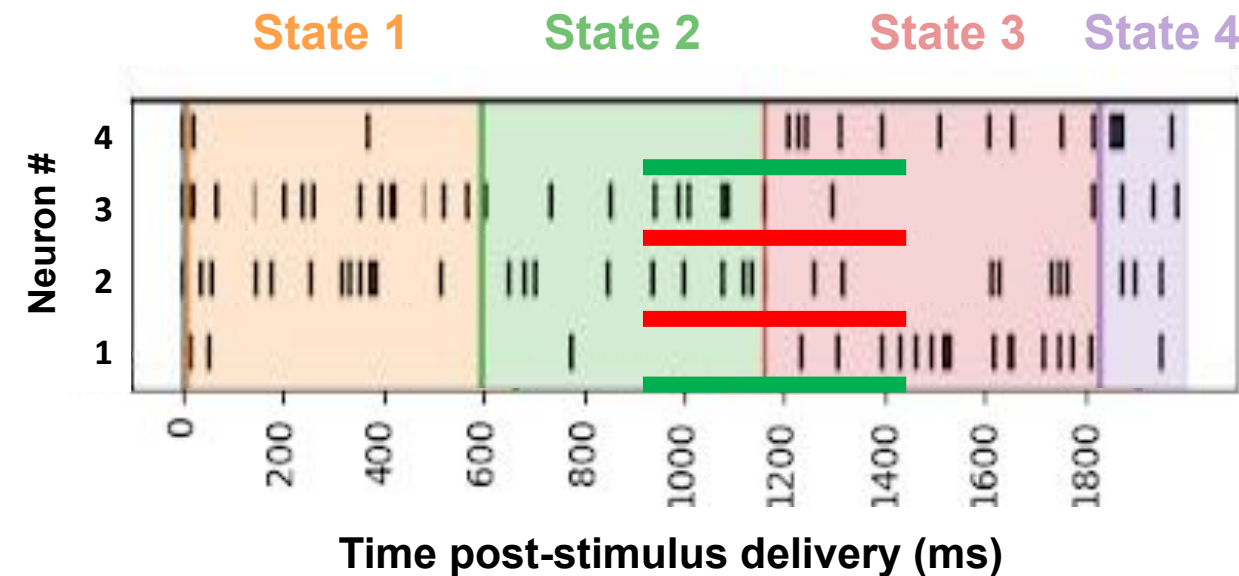 State 1 State 2 State 3 State 4
Neuron #
4
3
2
1
0 200 400 600 800 1000 1200 1400 1600 1800
Time post-stimulus delivery (ms)